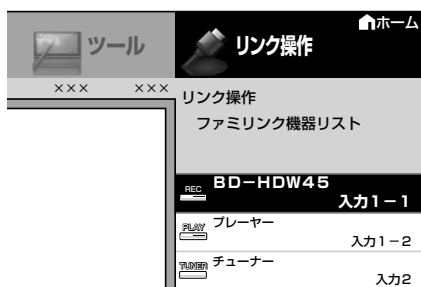 ホーム
ツール
リンク操作
××× ×××
リンク操作
ファミリンク機器リスト
REC BD-HDW45
入力1-1
PLAY プレーヤー
入力1-2
TUNER チューナー
入力2